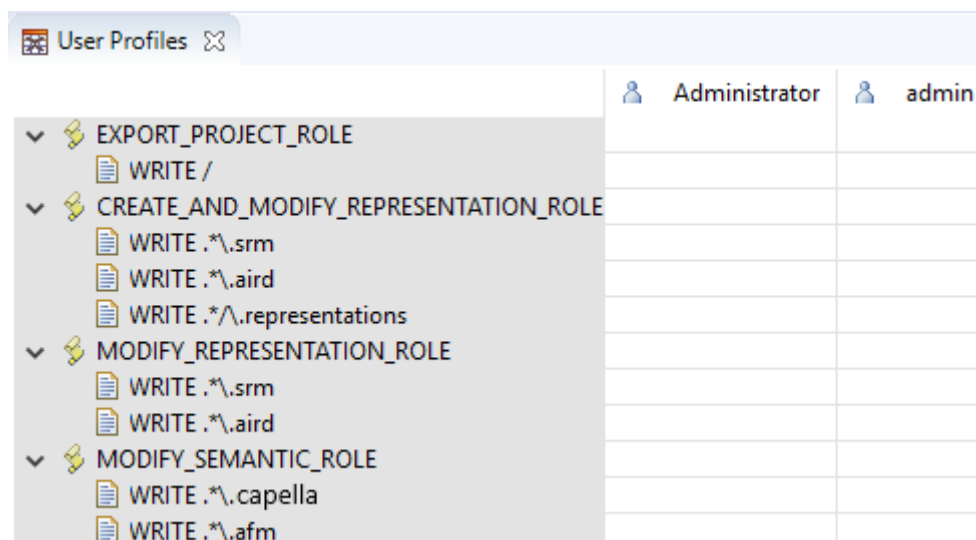 User Profiles
Administrator admin
EXPORT_PROJECT_ROLE
WRITE /
CREATE_AND_MODIFY_REPRESENTATION_ROLE
WRITE .*\.srm
WRITE .*\.aird
WRITE .*/\.representations
MODIFY_REPRESENTATION_ROLE
WRITE .*\.srm
WRITE .*\.aird
MODIFY_SEMANTIC_ROLE
WRITE .*\.capella
WRITE .*\.afm